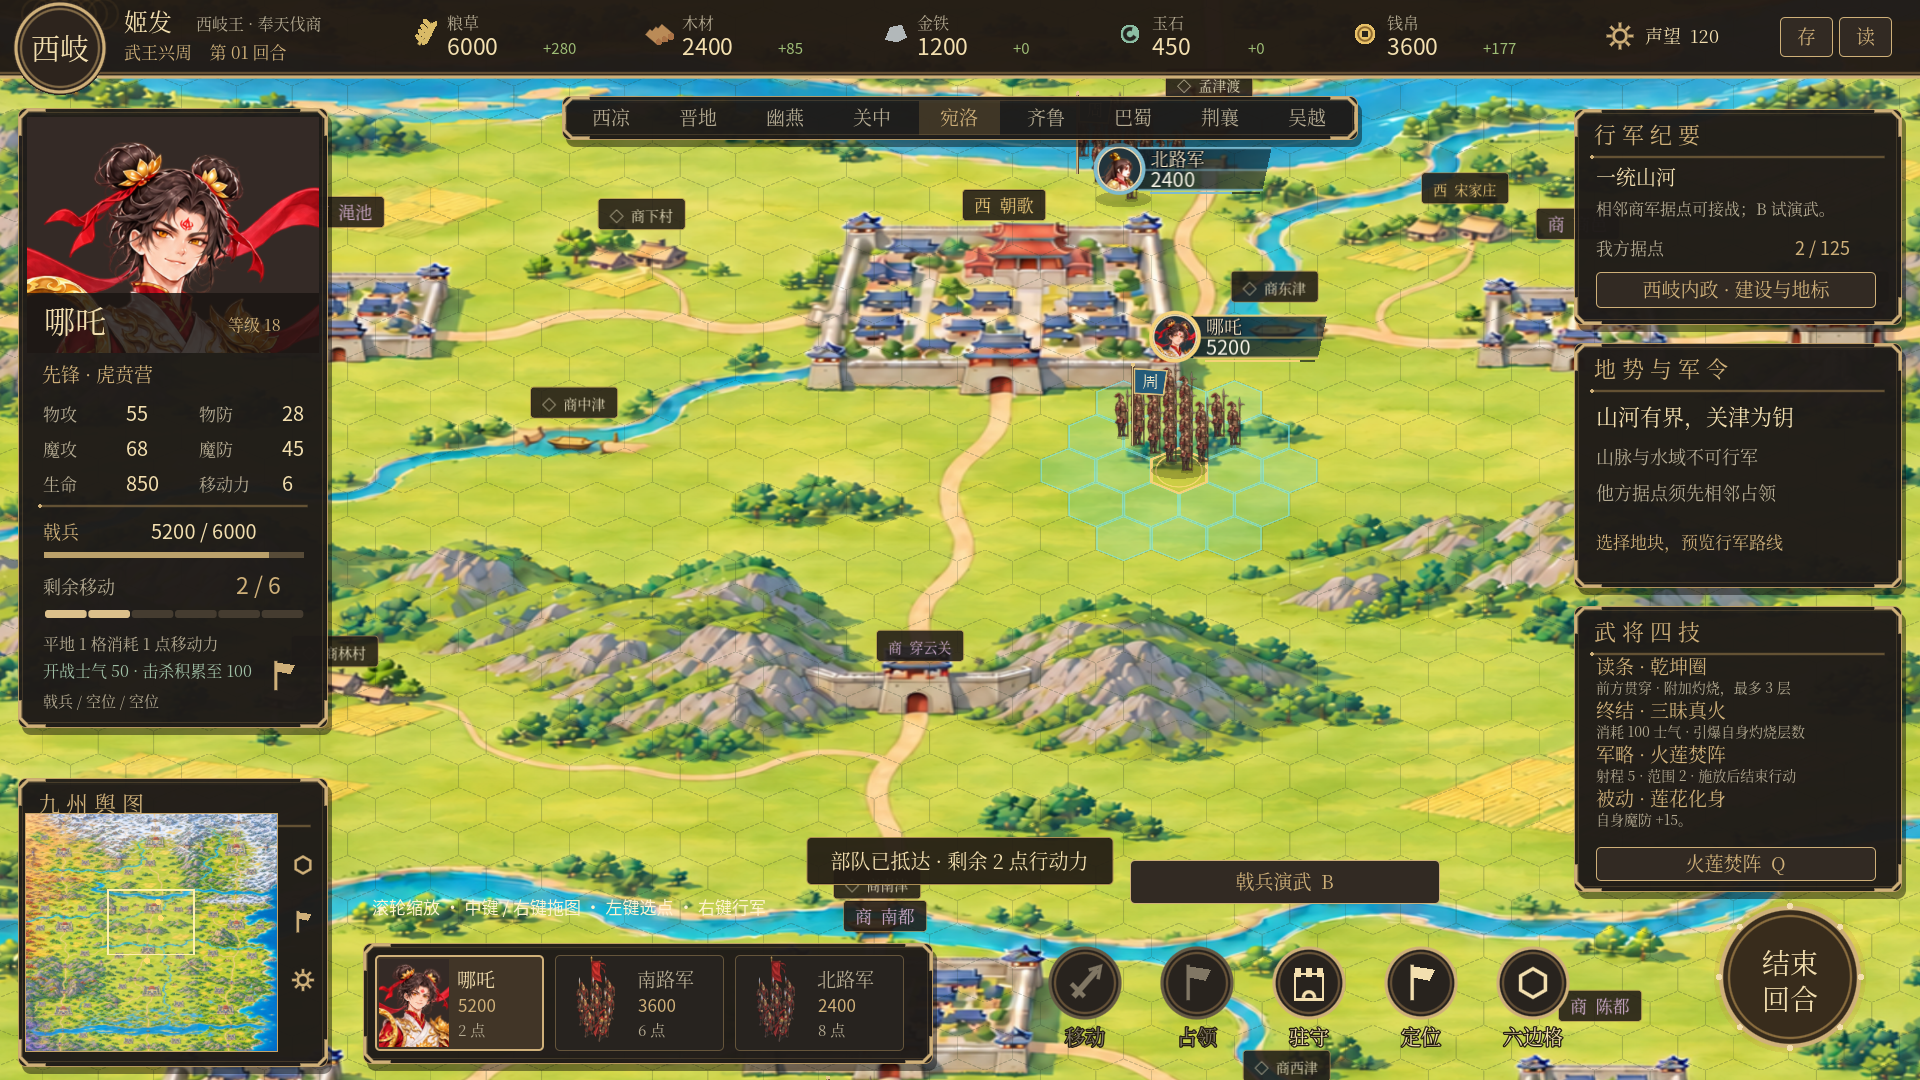 西岐
姬发 西岐王 · 奉天伐商
武王兴周 第 01 回合
粮草 6000 +280
木材 2400 +85
金铁 1200 +0
玉石 450 +0
钱帛 3600 +177
声望 120
存 读
孟津渡
西凉 晋地 幽燕 关中 宛洛 齐鲁 巴蜀 荆襄 吴越
北路军
2400
西 朝歌
西 宋家庄
渑池
商下村
商
商东津
哪吒
5200
周
商中津
商 穿云关
商林村
商南津
商 南都
商 陈都
商西津
哪吒 等级 18
先锋 · 虎贲营
物攻 55 物防 28
魔攻 68 魔防 45
生命 850 移动力 6
戟兵 5200 / 6000
剩余移动 2 / 6
平地 1 格消耗 1 点移动力
开战士气 50 · 击杀积累至 100
戟兵 / 空位 / 空位
九州舆图
行军纪要
一统山河
相邻商军据点可接战；B 试演武。
我方据点 2 / 125
西岐内政 · 建设与地标
地势与军令
山河有界，关津为钥
山脉与水域不可行军
他方据点须先相邻占领
选择地块，预览行军路线
武将四技
读条 · 乾坤圈
前方贯穿 · 附加灼烧，最多 3 层
终结 · 三昧真火
消耗 100 士气 · 引爆自身灼烧层数
军略 · 火莲焚阵
射程 5 · 范围 2 · 施放后结束行动
被动 · 莲花化身
自身魔防 +15。
火莲焚阵 Q
部队已抵达 · 剩余 2 点行动力
戟兵演武 B
滚轮缩放 · 中键/右键拖图 · 左键选点 · 右键行军
哪吒
5200
2 点
南路军
3600
6 点
北路军
2400
8 点
移动 占领 驻守 定位 六边格
结束
回合